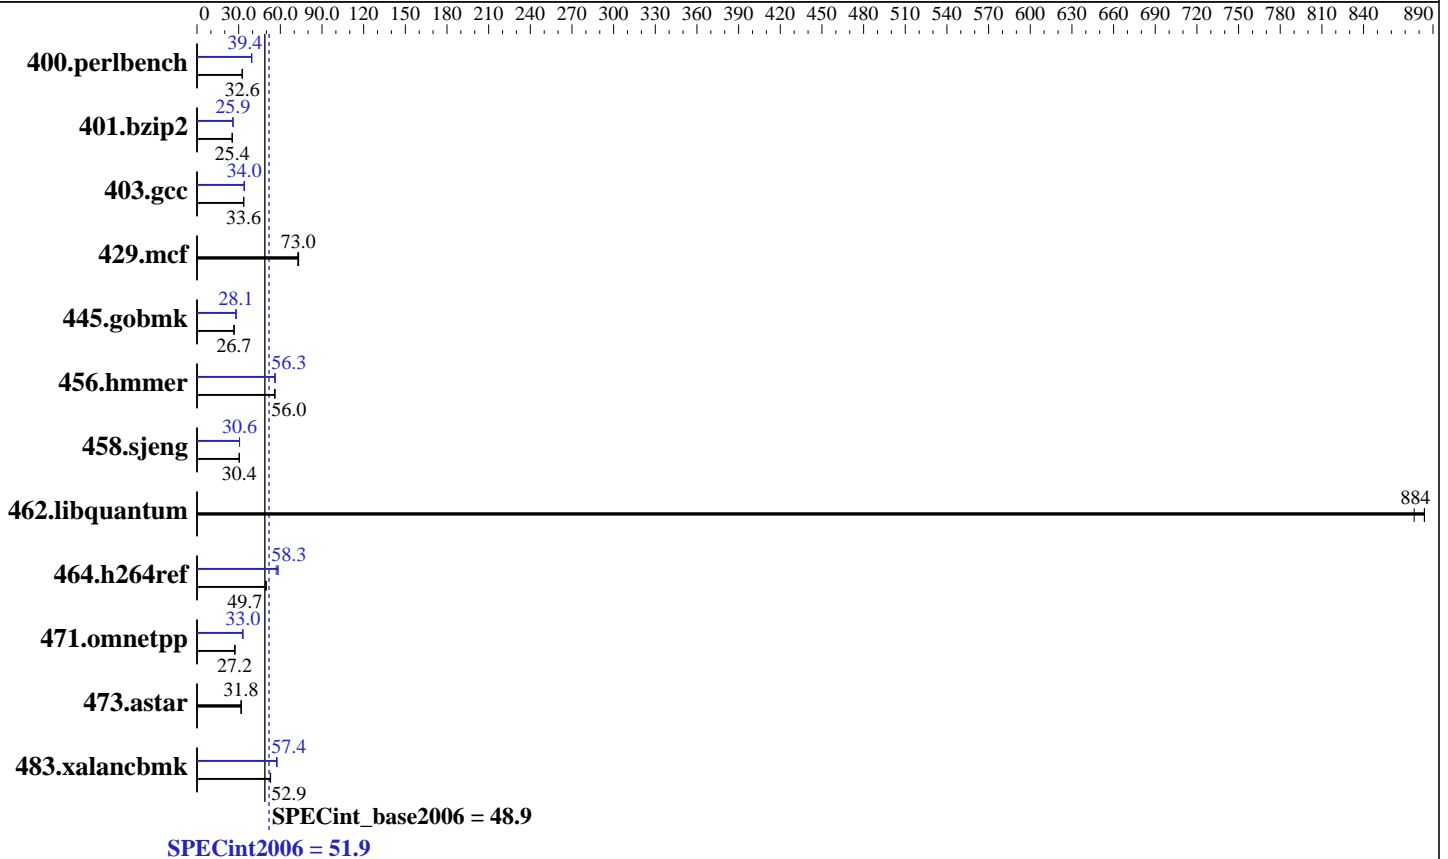 0 30.0 60.0 90.0 120 150 180 210 240 270 300 330 360 390 420 450 480 510 540 570 600 630 660 690 720 750 780 810 840 890
39.4
400.perlbench
32.6
25.9
401.bzip2
25.4
34.0
403.gcc
33.6
73.0
429.mcf
28.1
445.gobmk
26.7
56.3
456.hmmer
56.0
30.6
458.sjeng
30.4
884
462.libquantum
58.3
464.h264ref
49.7
33.0
471.omnetpp
27.2
31.8
473.astar
57.4
483.xalancbmk
52.9
SPECint_base2006 = 48.9
SPECint2006 = 51.9